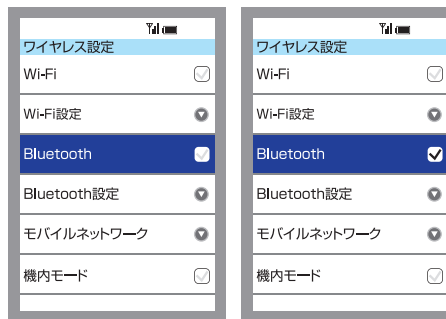 ワイヤレス設定
Wi-Fi
Wi-Fi設定
Bluetooth
Bluetooth設定
モバイルネットワーク
機内モード
ワイヤレス設定
Wi-Fi
Wi-Fi設定
Bluetooth
Bluetooth設定
モバイルネットワーク
機内モード